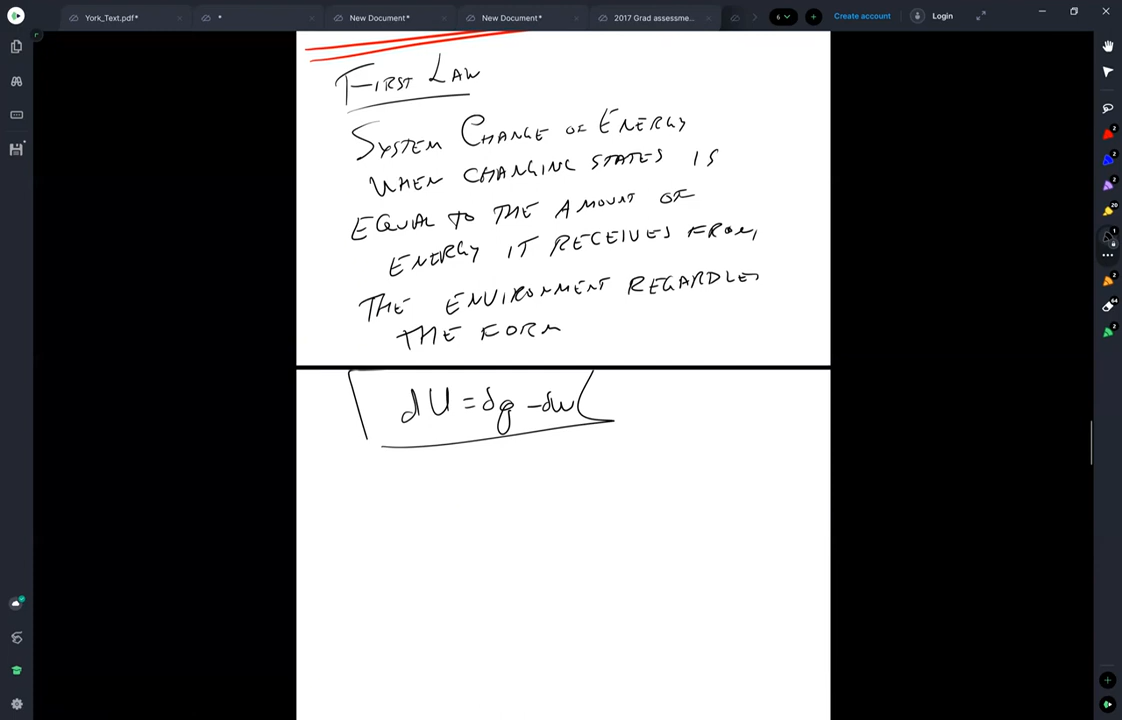 York_Text.pdf*
*
New Document*
New Document*
2017 Grad assessme...
6
Create account
Login
FIRST LAW
SYSTEM CHANGE OF ENERGY
WHEN CHANGING STATES IS
EQUAL TO THE AMOUNT OF
ENERGY IT RECEIVES FROM
THE ENVIRONMENT REGARDLES
THE FORM
dU = δq - δw